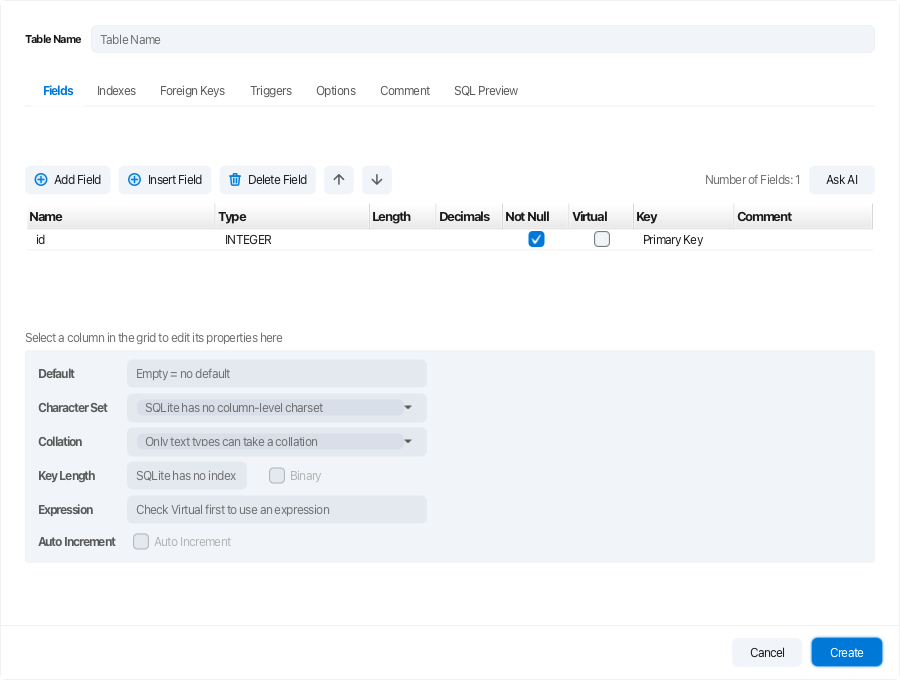 Table Name Table Name
Fields Indexes Foreign Keys Triggers Options Comment SQL Preview
Add Field Insert Field Delete Field Number of Fields: 1 Ask AI
Name Type Length Decimals Not Null Virtual Key Comment
id INTEGER Primary Key
Select a column in the grid to edit its properties here
Default Empty = no default
Character Set SQLite has no column-level charset
Collation Only text types can take a collation
Key Length SQLite has no index Binary
Expression Check Virtual first to use an expression
Auto Increment Auto Increment
Cancel Create